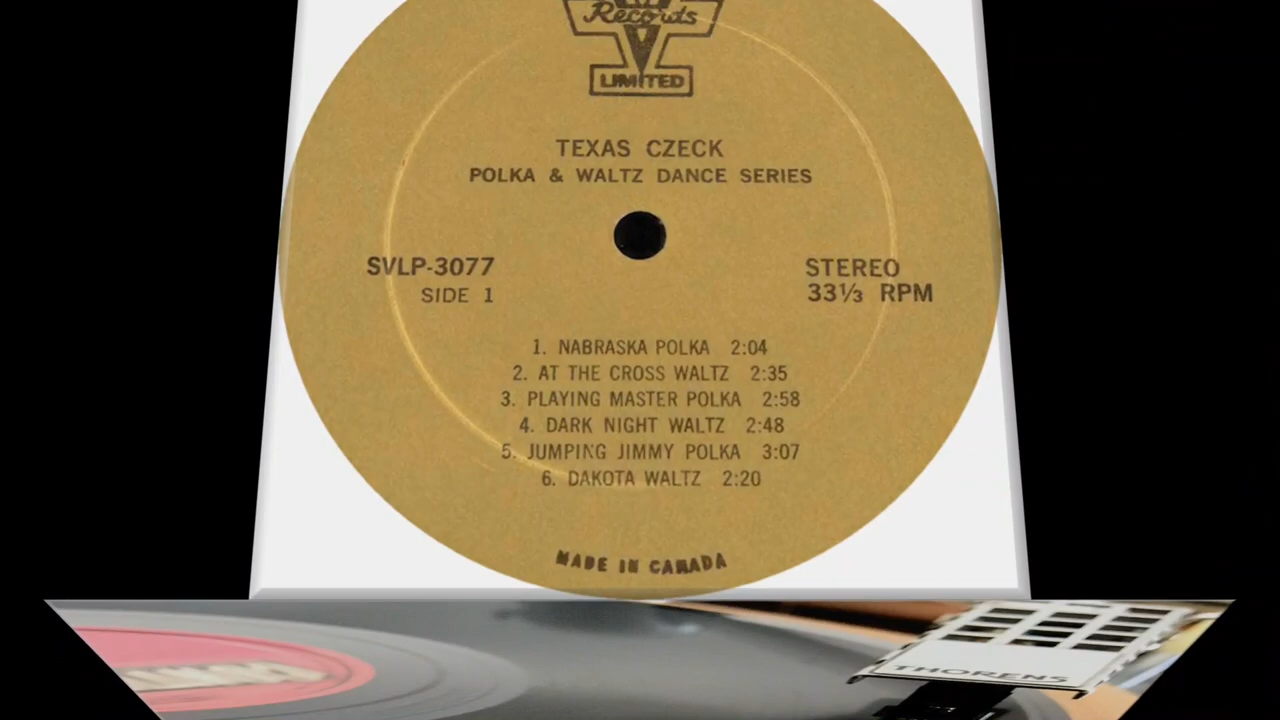 Records
LIMITED
TEXAS CZECK
POLKA & WALTZ DANCE SERIES
SVLP-3077
SIDE 1
STEREO
33⅓ RPM
1. NABRASKA POLKA 2:04
2. AT THE CROSS WALTZ 2:35
3. PLAYING MASTER POLKA 2:58
4. DARK NIGHT WALTZ 2:48
5. JUMPING JIMMY POLKA 3:07
6. DAKOTA WALTZ 2:20
MADE IN CANADA
THORENS